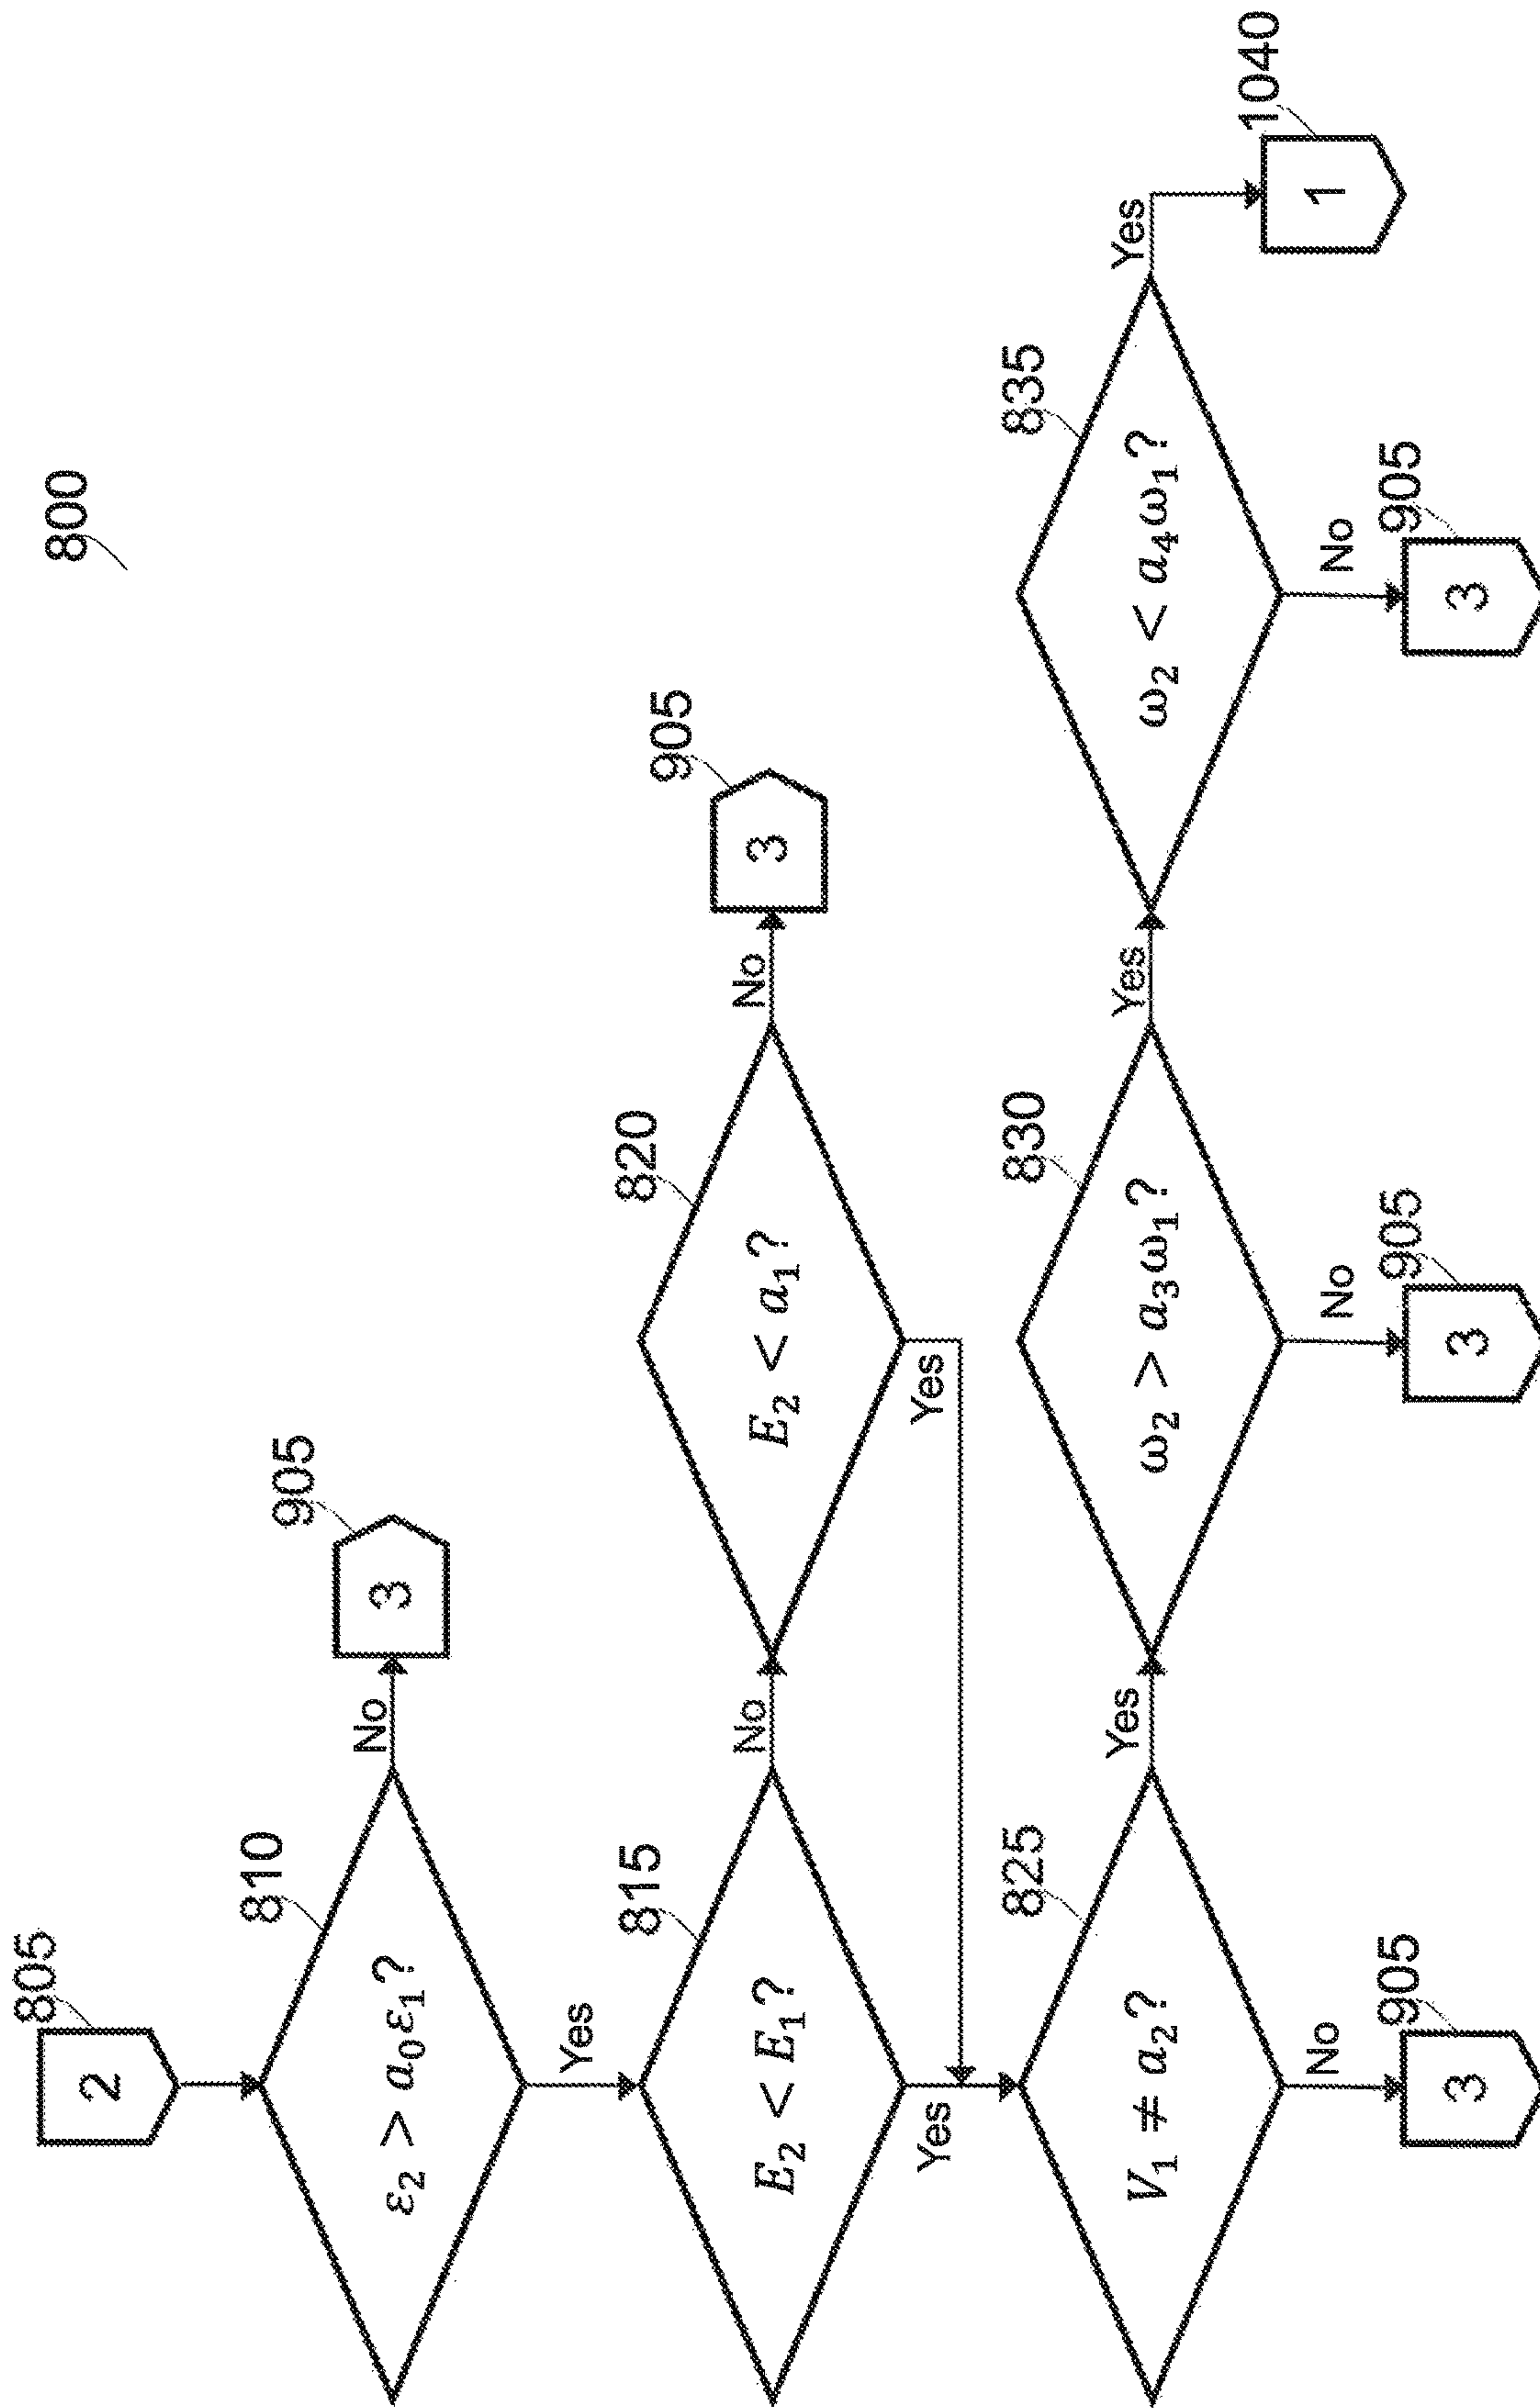 800
805
2
810
ε₂ > a₀ε₁?
No
905
3
Yes
815
E₂ < E₁?
No
820
E₂ < a₁?
No
905
3
Yes
Yes
825
V₁ ≠ a₂?
Yes
830
ω₂ > a₃ω₁?
Yes
835
ω₂ < a₄ω₁?
Yes
1040
1
No
905
3
No
905
3
No
905
3